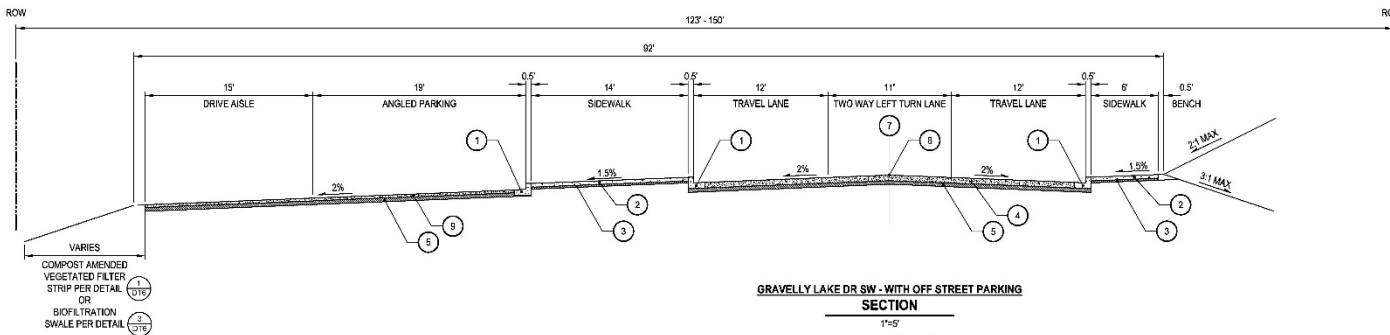 ROW
RO
123' - 150'
92'
15'
19'
0.5'
14'
0.5'
12'
11'
12'
0.5'
6'
0.5'
DRIVE AISLE
ANGLED PARKING
SIDEWALK
TRAVEL LANE
TWO WAY LEFT TURN LANE
TRAVEL LANE
SIDEWALK
BENCH
7
1
1
8
1
2:1 MAX
2%
1.5%
2%
2%
1.5%
3:1 MAX
5
9
3
2
5
4
3
2
VARIES
COMPOST AMENDED
VEGETATED FILTER
STRIP PER DETAIL 1
DT6
OR
BIOFILTRATION
SWALE PER DETAIL 3
DT6
GRAVELLY LAKE DR SW - WITH OFF STREET PARKING
SECTION
1"=5'